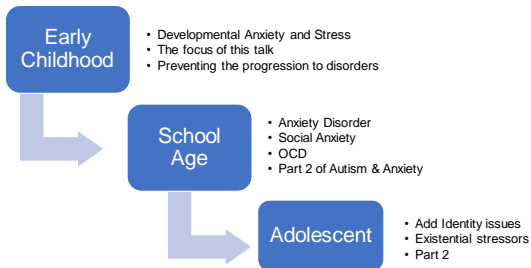 Early
Childhood
• Developmental Anxiety and Stress
• The focus of this talk
• Preventing the progression to disorders
School
Age
• Anxiety Disorder
• Social Anxiety
• OCD
• Part 2 of Autism & Anxiety
Adolescent
• Add Identity issues
• Existential stressors
• Part 2